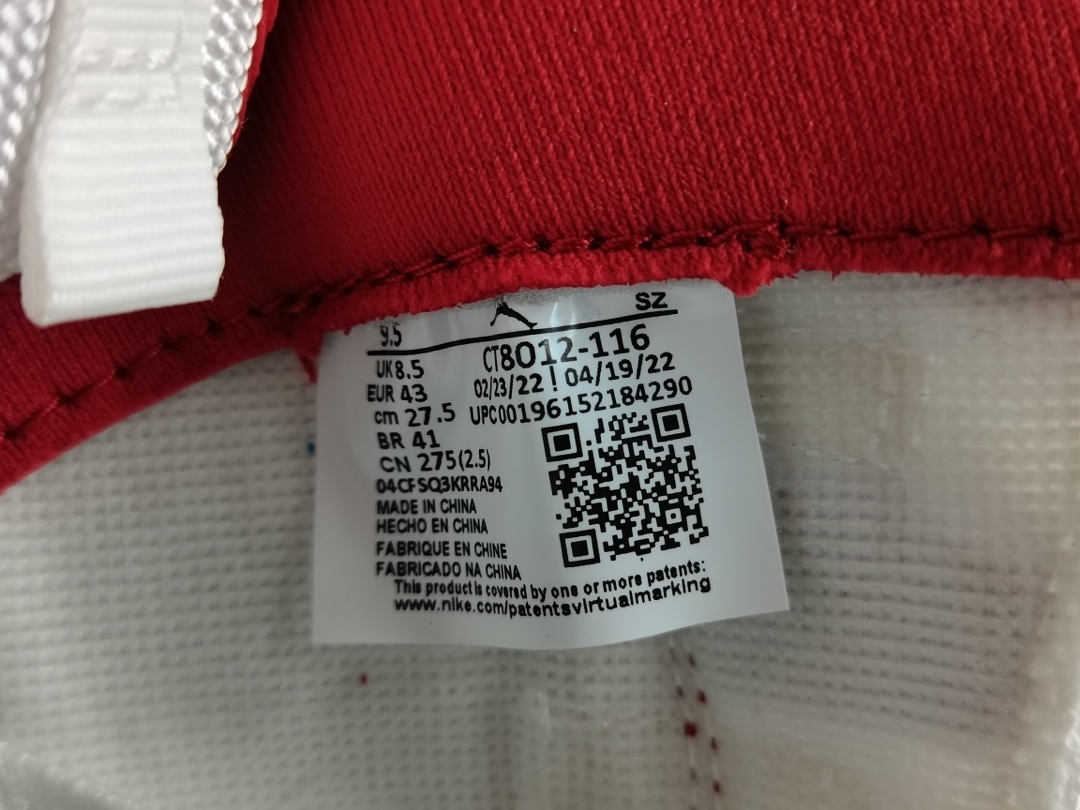 SZ
9.5
CT8012-116
UK 8.5
02/23/22 ! 04/19/22
EUR 43
UPC00196152184290
cm 27.5
BR 41
CN 275(2.5)
04CFSQ3KRRA94
MADE IN CHINA
HECHO EN CHINA
FABRIQUE EN CHINE
FABRICADO NA CHINA
This product is covered by one or more patents:
www.nike.com/patentsvirtualmarking